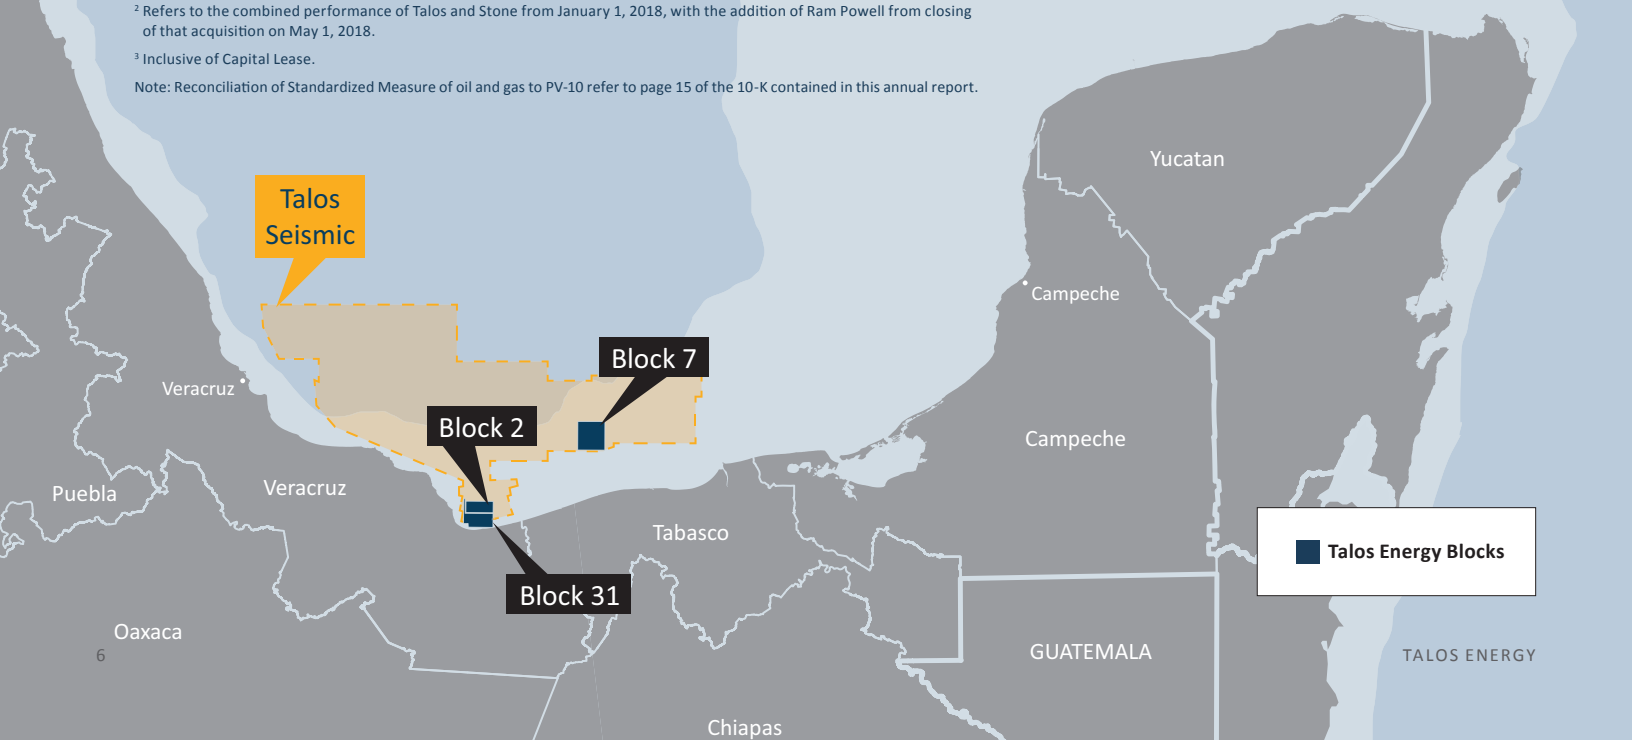 ² Refers to the combined performance of Talos and Stone from January 1, 2018, with the addition of Ram Powell from closing
of that acquisition on May 1, 2018.
³ Inclusive of Capital Lease.
Note: Reconciliation of Standardized Measure of oil and gas to PV-10 refer to page 15 of the 10-K contained in this annual report.
Yucatan
Talos
Seismic
Campeche
Block 7
Veracruz
Block 2
Campeche
Veracruz
Puebla
Tabasco
Talos Energy Blocks
Block 31
Oaxaca
GUATEMALA
6
TALOS ENERGY
Chiapas